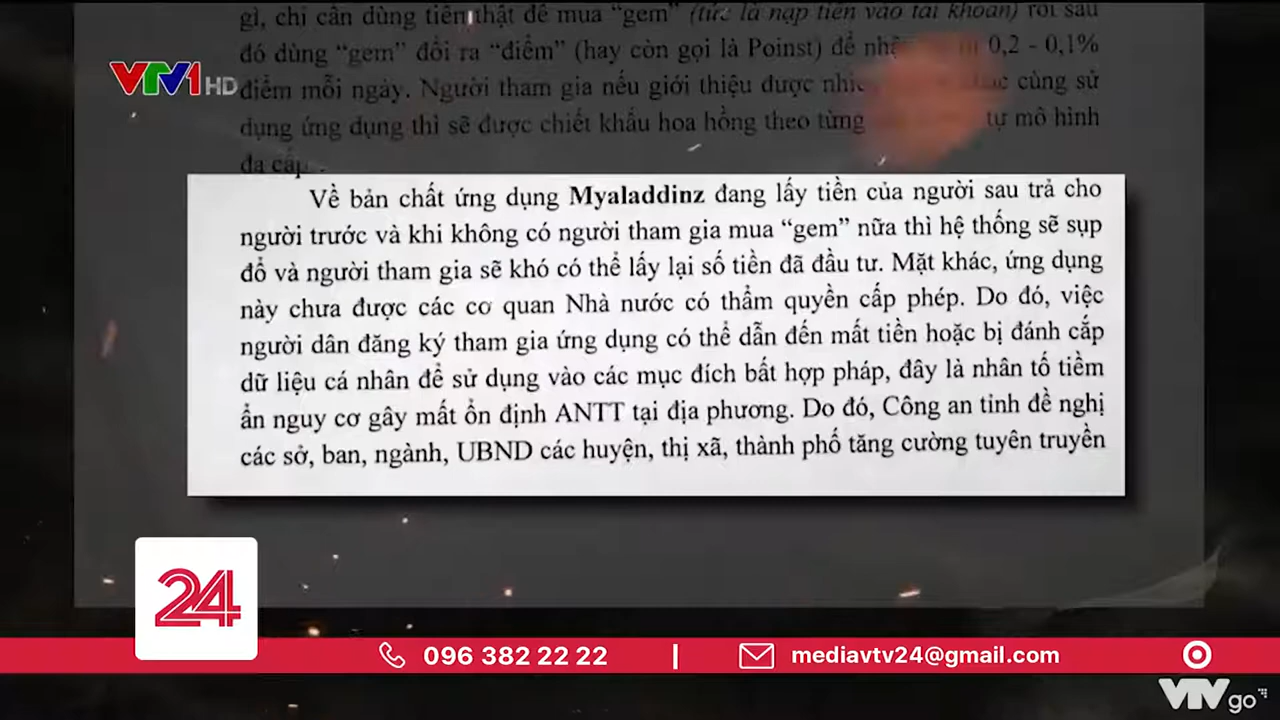 gì, chỉ cần dùng tiền thật để mua “gem” (tức là nạp tiền vào tài khoản) rồi sau
VTV1 HD
đó dùng “gem” đổi ra “điểm” (hay còn gọi là Poinst) để 0,2 - 0,1%
điểm mỗi ngày. Người tham gia nếu giới thiệu được cùng sử
dụng ứng dụng thì sẽ được chiết khấu hoa hồng theo từng tự mô hình
đa cấp.
Về bản chất ứng dụng Myaladdinz đang lấy tiền của người sau trả cho
người trước và khi không có người tham gia mua “gem” nữa thì hệ thống sẽ sụp
đổ và người tham gia sẽ khó có thể lấy lại số tiền đã đầu tư. Mặt khác, ứng dụng
này chưa được các cơ quan Nhà nước có thẩm quyền cấp phép. Do đó, việc
người dân đăng ký tham gia ứng dụng có thể dẫn đến mất tiền hoặc bị đánh cắp
dữ liệu cá nhân để sử dụng vào các mục đích bất hợp pháp, đây là nhân tố tiềm
ẩn nguy cơ gây mất ổn định ANTT tại địa phương. Do đó, Công an tỉnh đề nghị
các sở, ban, ngành, UBND các huyện, thị xã, thành phố tăng cường tuyên truyền
24
096 382 22 22 | mediavtv24@gmail.com
VTV go